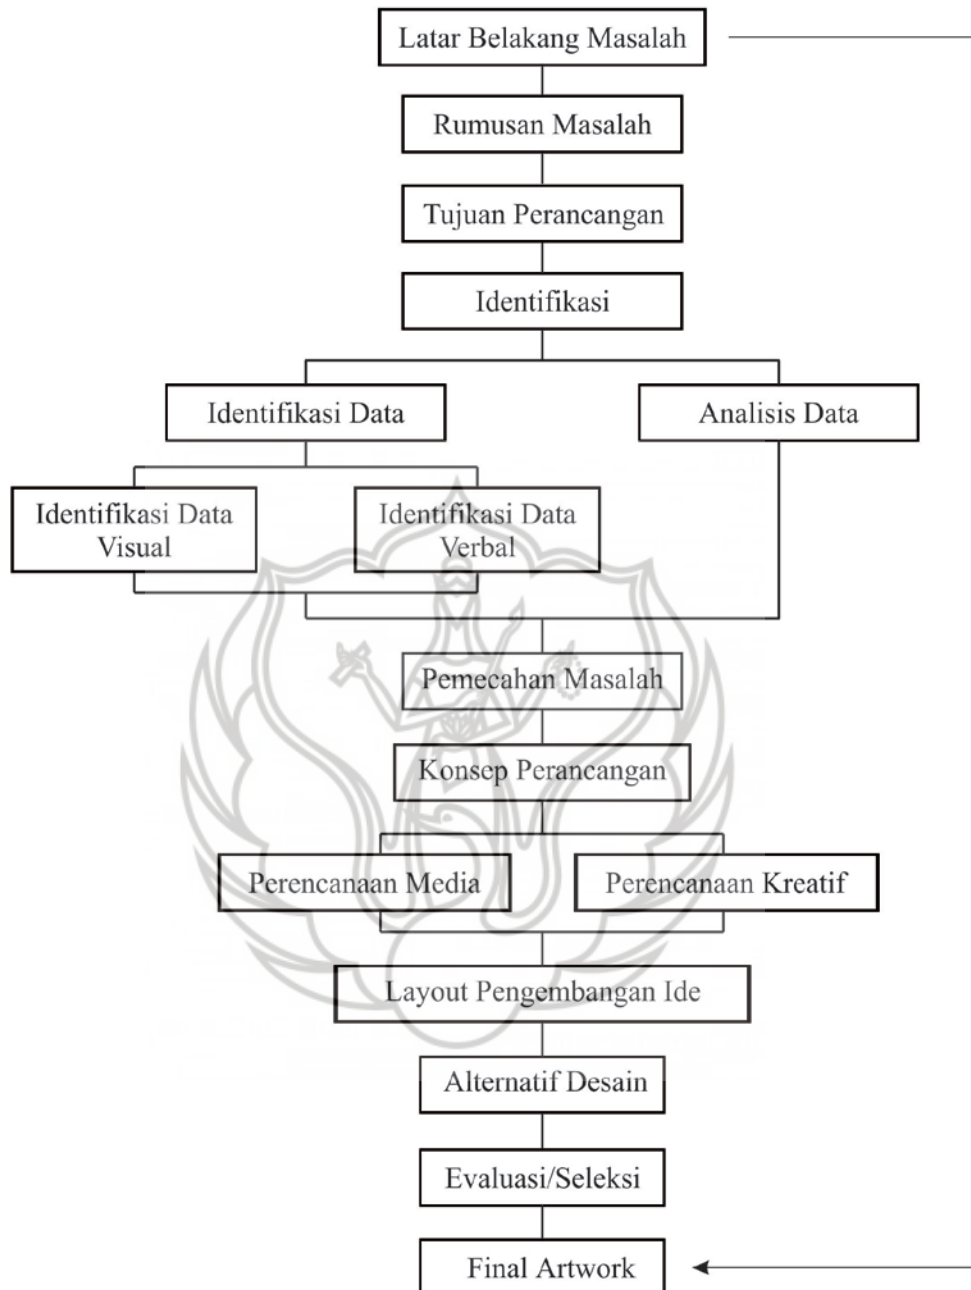 Latar Belakang Masalah
Rumusan Masalah
Tujuan Perancangan
Identifikasi
Identifikasi Data
Analisis Data
Identifikasi Data
Visual
Identifikasi Data
Verbal
Pemecahan Masalah
Konsep Perancangan
Perencanaan Media
Perencanaan Kreatif
Layout Pengembangan Ide
Alternatif Desain
Evaluasi/Seleksi
Final Artwork